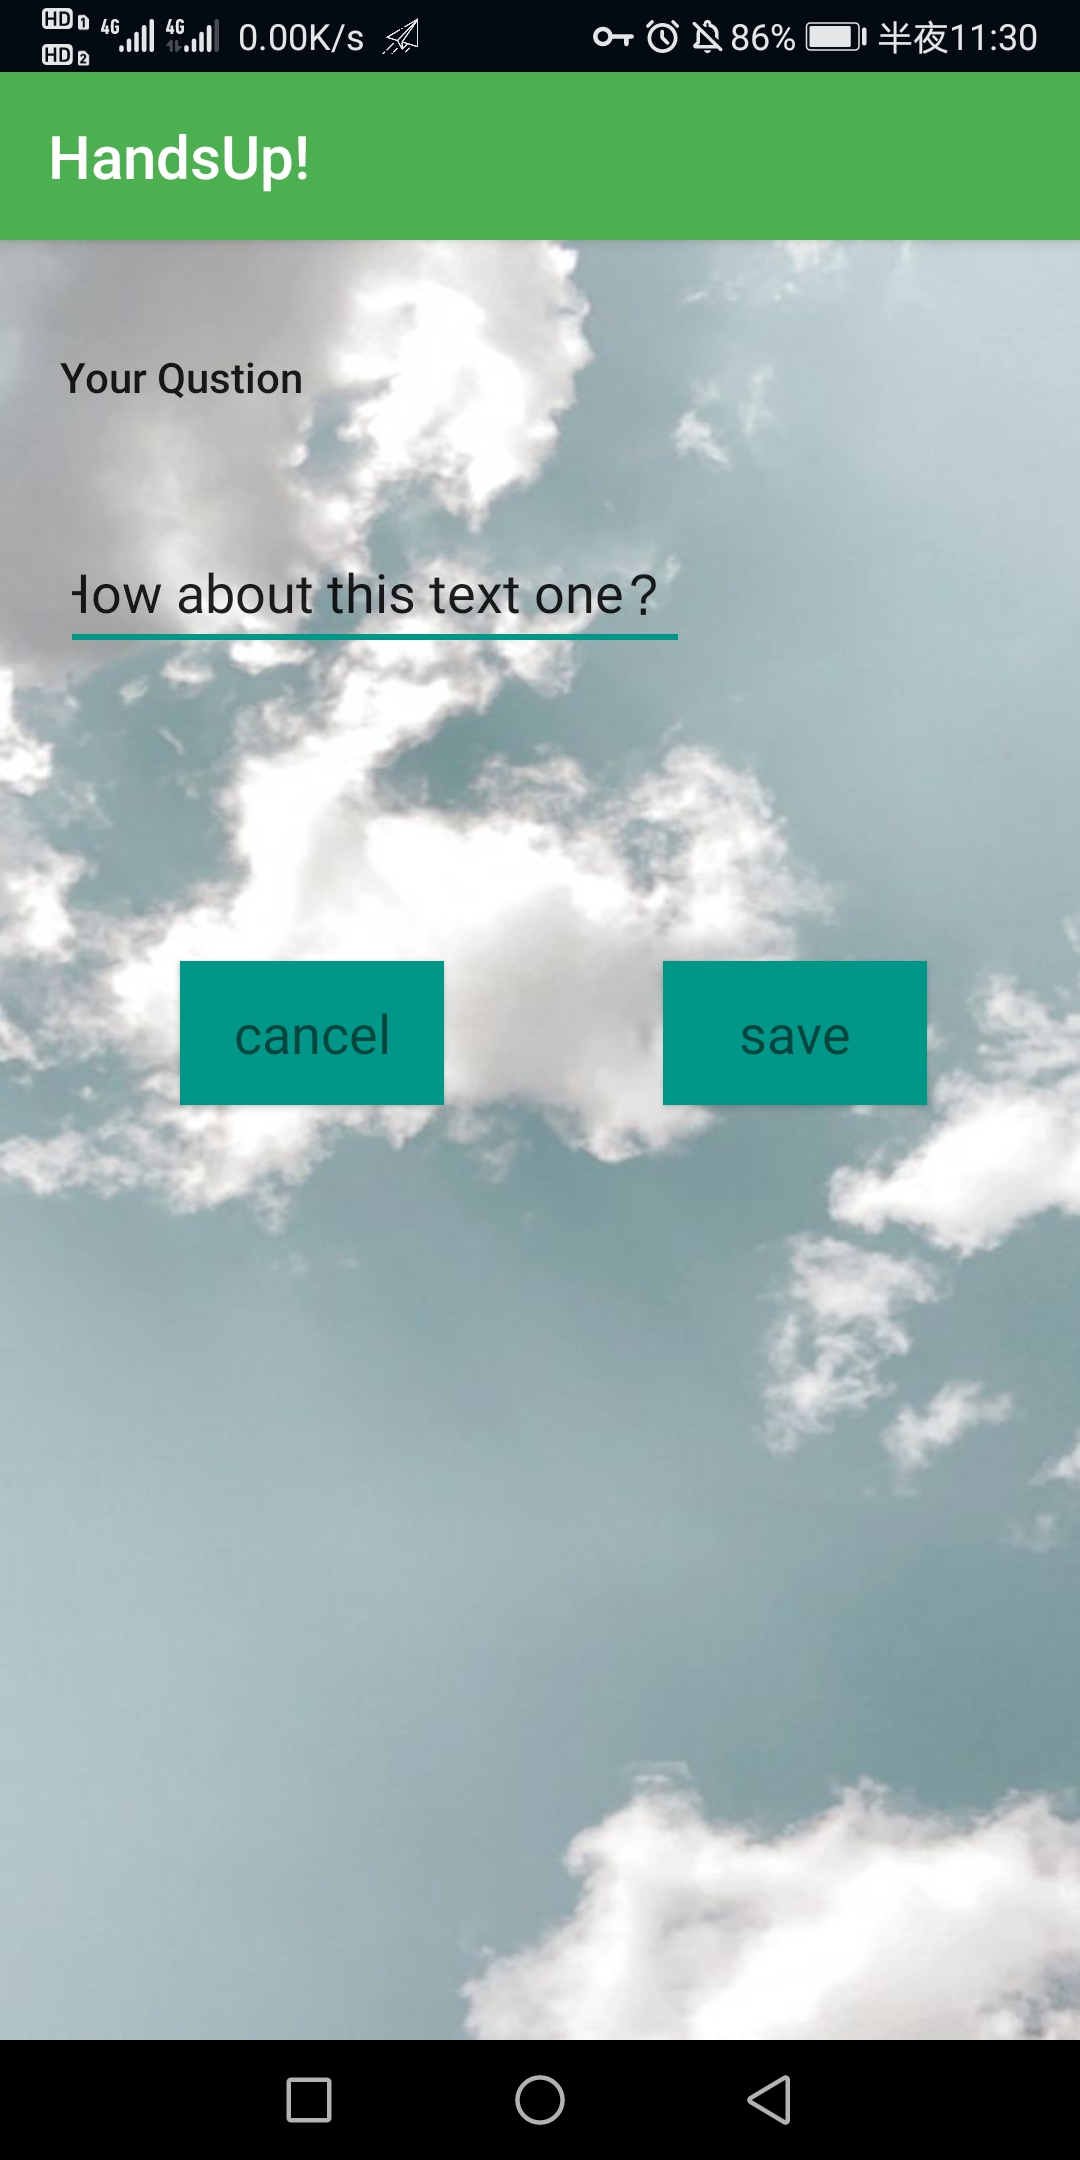 HD 1 4G 4G 0.00K/s 86% 半夜11:30
HD 2
HandsUp!
Your Qustion
How about this text one？
cancel
save